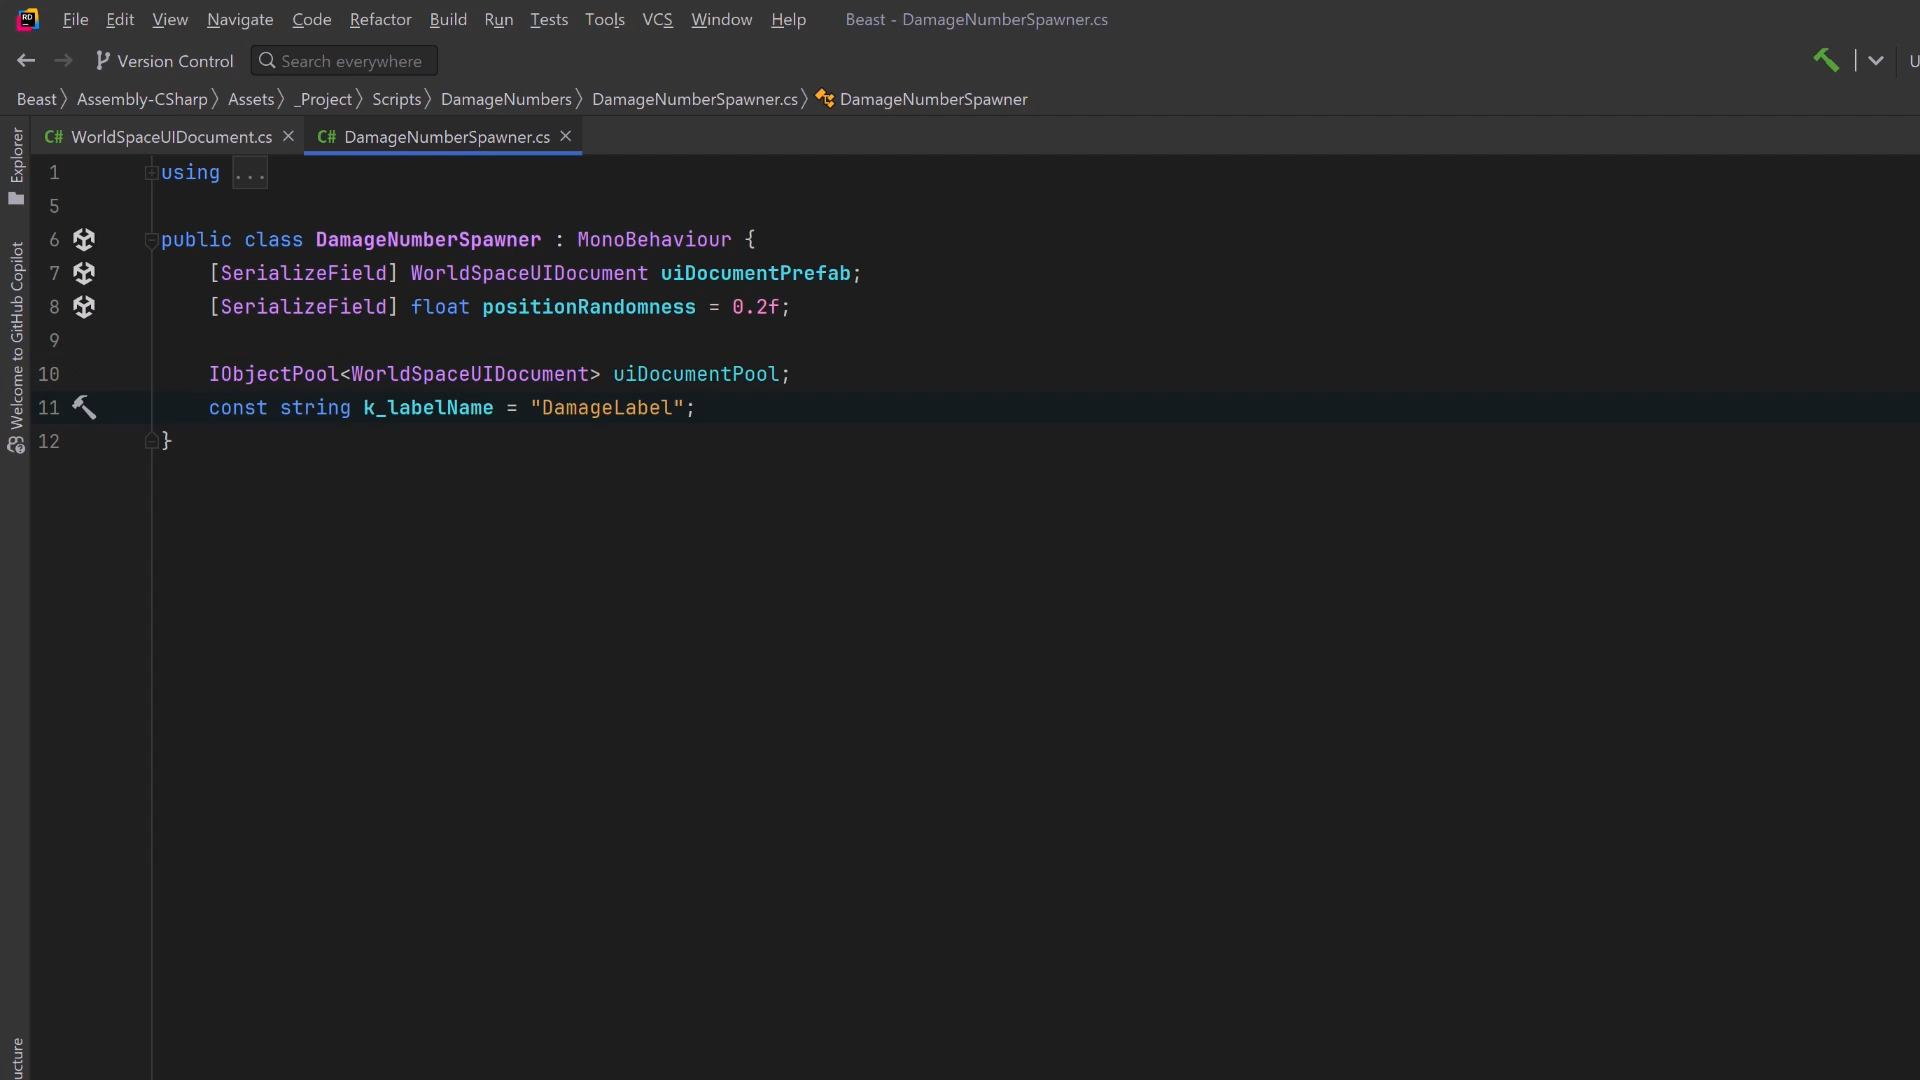 File Edit View Navigate Code Refactor Build Run Tests Tools VCS Window Help Beast - DamageNumberSpawner.cs
Version Control Search everywhere U
Beast Assembly-CSharp Assets _Project Scripts DamageNumbers DamageNumberSpawner.cs DamageNumberSpawner
C# WorldSpaceUIDocument.cs C# DamageNumberSpawner.cs
Explorer
Welcome to GitHub Copilot
ucture
1 using ...
5
6 public class DamageNumberSpawner : MonoBehaviour {
7 [SerializeField] WorldSpaceUIDocument uiDocumentPrefab;
8 [SerializeField] float positionRandomness = 0.2f;
9
10 IObjectPool<WorldSpaceUIDocument> uiDocumentPool;
11 const string k_labelName = "DamageLabel";
12 }